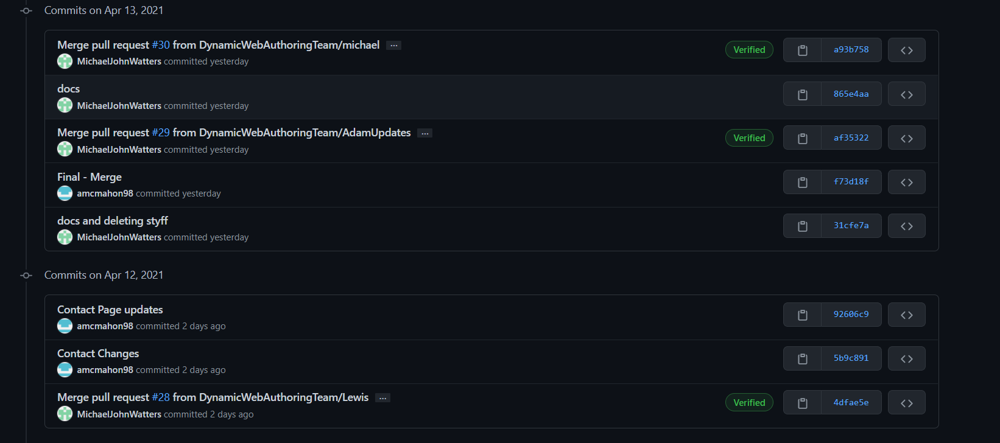 Commits on Apr 13, 2021
Merge pull request #30 from DynamicWebAuthoringTeam/michael ...
MichaelJohnWatters committed yesterday
Verified
a93b758
docs
MichaelJohnWatters committed yesterday
865e4aa
Merge pull request #29 from DynamicWebAuthoringTeam/AdamUpdates ...
MichaelJohnWatters committed yesterday
Verified
af35322
Final - Merge
amcmahon98 committed yesterday
f73d18f
docs and deleting styff
MichaelJohnWatters committed yesterday
31cfe7a
Commits on Apr 12, 2021
Contact Page updates
amcmahon98 committed 2 days ago
92606c9
Contact Changes
amcmahon98 committed 2 days ago
5b9c891
Merge pull request #28 from DynamicWebAuthoringTeam/Lewis ...
MichaelJohnWatters committed 2 days ago
Verified
4dfae5e